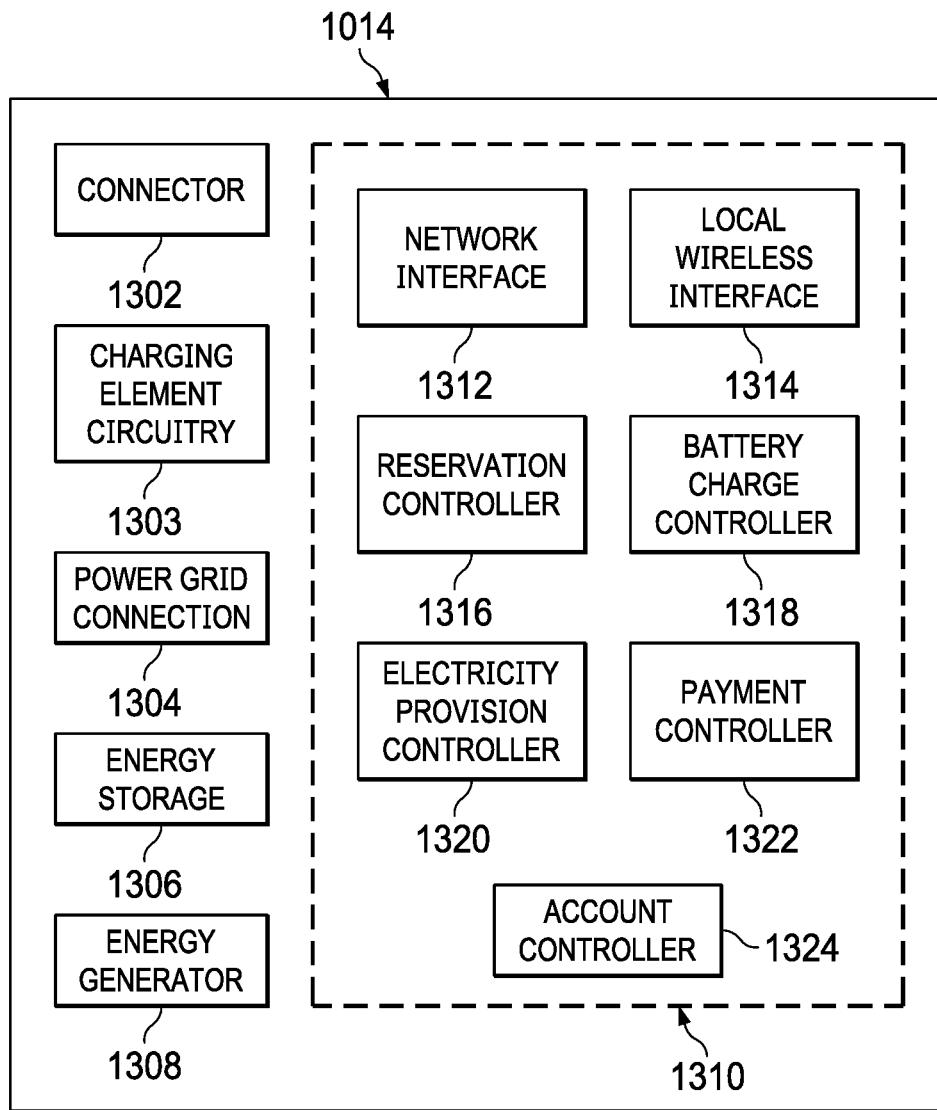 1014
CONNECTOR
1302
CHARGING
ELEMENT
CIRCUITRY
1303
POWER GRID
CONNECTION
1304
ENERGY
STORAGE
1306
ENERGY
GENERATOR
1308
NETWORK
INTERFACE
1312
LOCAL
WIRELESS
INTERFACE
1314
RESERVATION
CONTROLLER
1316
BATTERY
CHARGE
CONTROLLER
1318
ELECTRICITY
PROVISION
CONTROLLER
1320
PAYMENT
CONTROLLER
1322
ACCOUNT
CONTROLLER
1324
1310